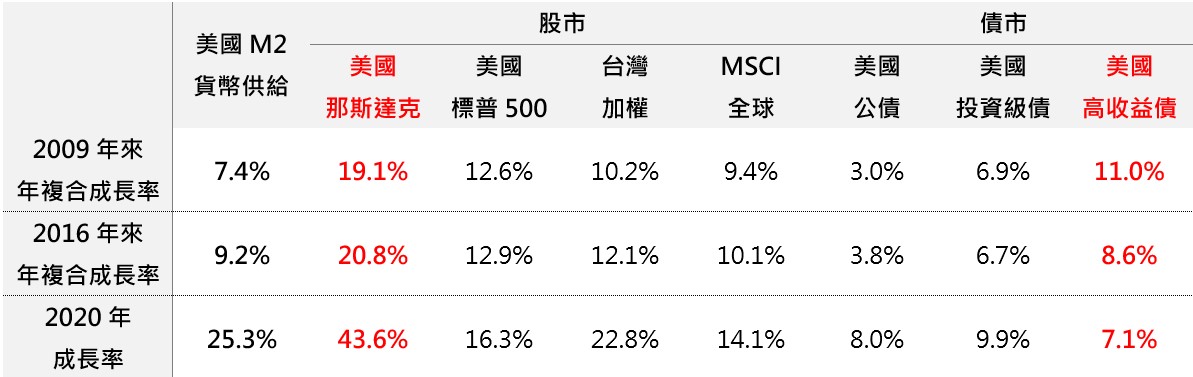 股市 債市
美國 M2
貨幣供給
美國 美國 台灣 MSCI 美國 美國 美國
那斯達克 標普 500 加權 全球 公債 投資級債 高收益債
2009 年來
年複合成長率
7.4% 19.1% 12.6% 10.2% 9.4% 3.0% 6.9% 11.0%
2016 年來
年複合成長率
9.2% 20.8% 12.9% 12.1% 10.1% 3.8% 6.7% 8.6%
2020 年
成長率
25.3% 43.6% 16.3% 22.8% 14.1% 8.0% 9.9% 7.1%